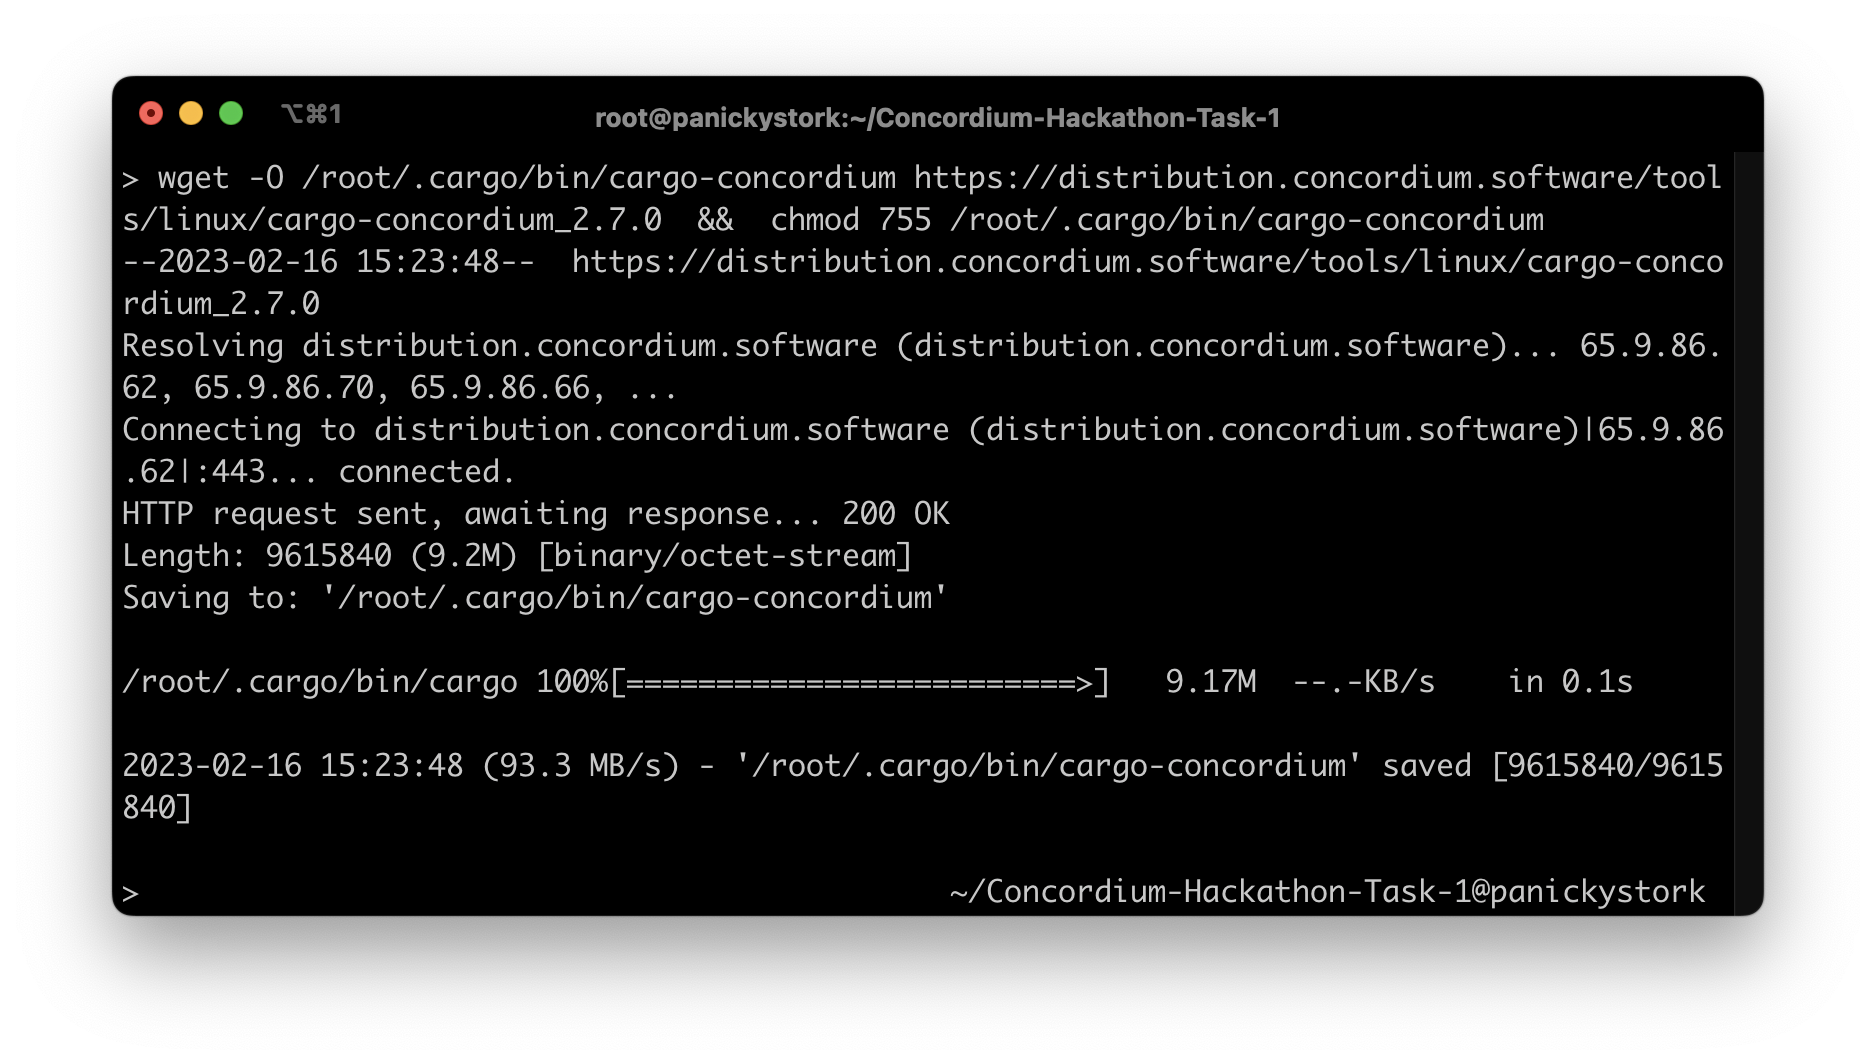 ⌥⌘1
root@panickystork:~/Concordium-Hackathon-Task-1
> wget -O /root/.cargo/bin/cargo-concordium https://distribution.concordium.software/tool
s/linux/cargo-concordium_2.7.0  &&  chmod 755 /root/.cargo/bin/cargo-concordium
--2023-02-16 15:23:48--  https://distribution.concordium.software/tools/linux/cargo-conco
rdium_2.7.0
Resolving distribution.concordium.software (distribution.concordium.software)... 65.9.86.
62, 65.9.86.70, 65.9.86.66, ...
Connecting to distribution.concordium.software (distribution.concordium.software)|65.9.86
.62|:443... connected.
HTTP request sent, awaiting response... 200 OK
Length: 9615840 (9.2M) [binary/octet-stream]
Saving to: '/root/.cargo/bin/cargo-concordium'
/root/.cargo/bin/cargo 100%[=========================>]   9.17M  --.-KB/s    in 0.1s
2023-02-16 15:23:48 (93.3 MB/s) - '/root/.cargo/bin/cargo-concordium' saved [9615840/9615
840]
> ~/Concordium-Hackathon-Task-1@panickystork